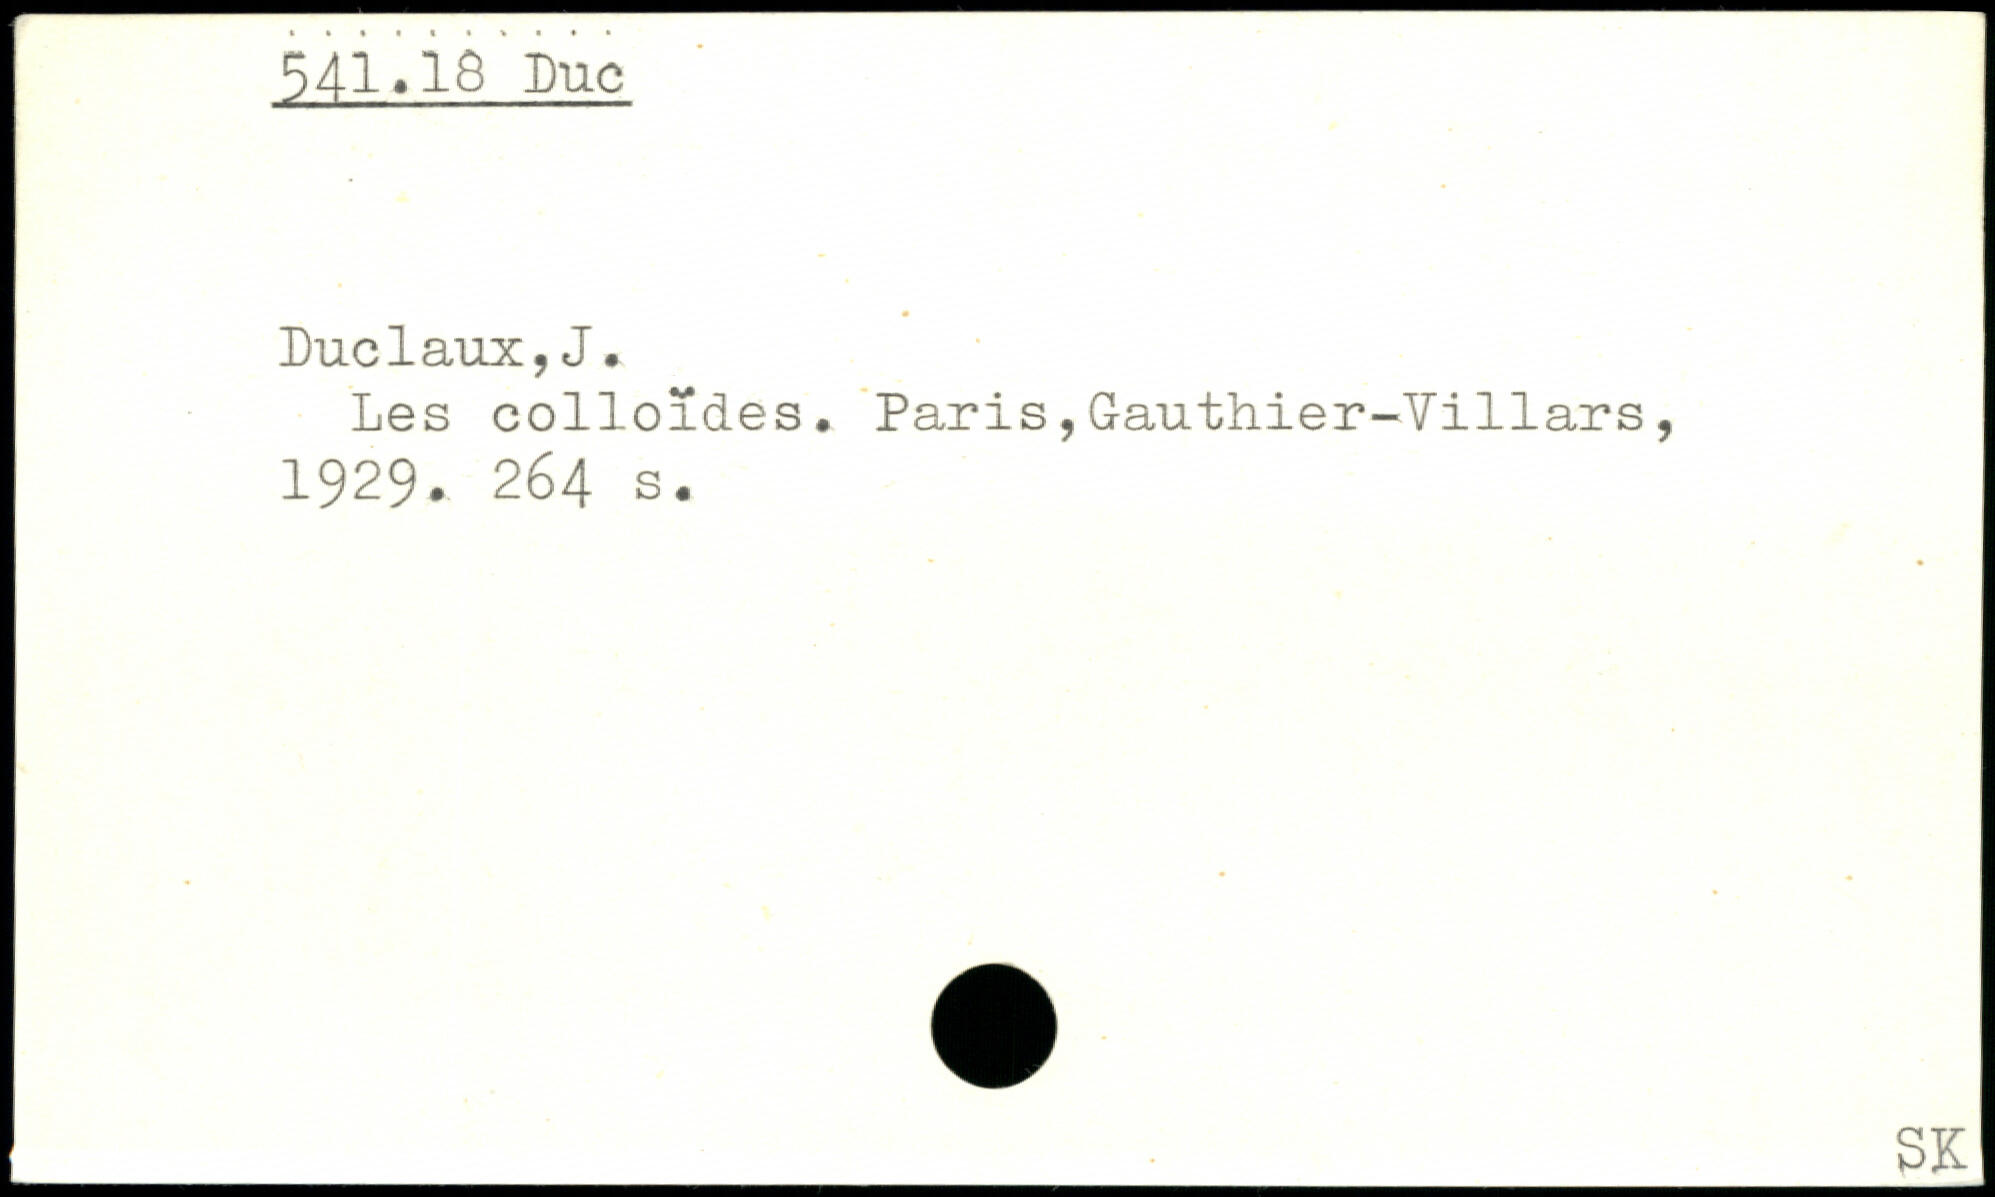 541.18 Duc
Duclaux,J.
Les colloïdes. Paris,Gauthier-Villars,
1929. 264 s.
SK